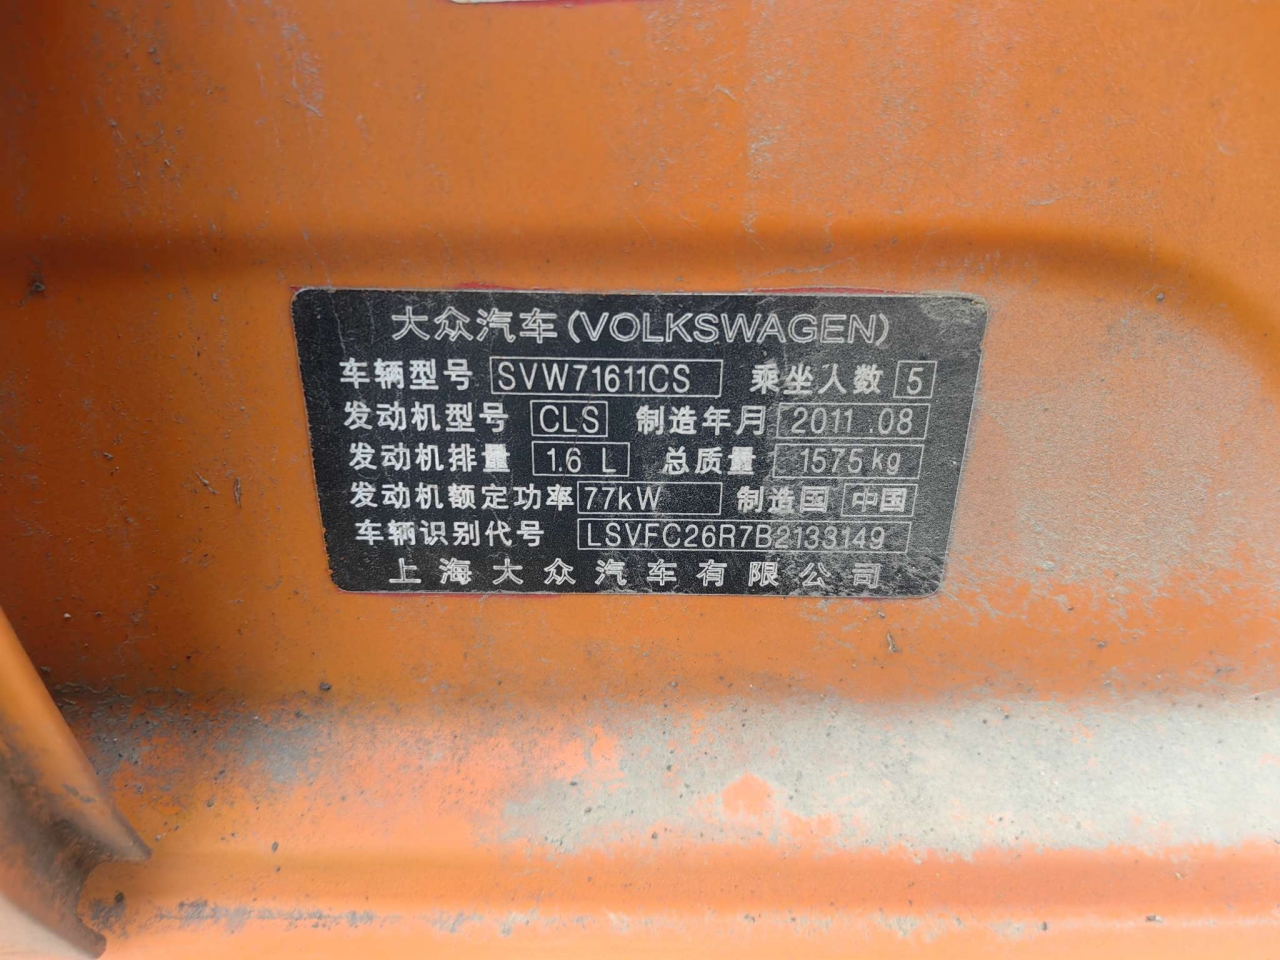 大众汽车(VOLKSWAGEN)
车辆型号 SVW71611CS 乘坐人数 5
发动机型号 CLS 制造年月 2011.08
发动机排量 1.6 L 总质量 1575kg
发动机额定功率 77kW 制造国 中国
车辆识别代号 LSVFC26R7B2133149
上海大众汽车有限公司